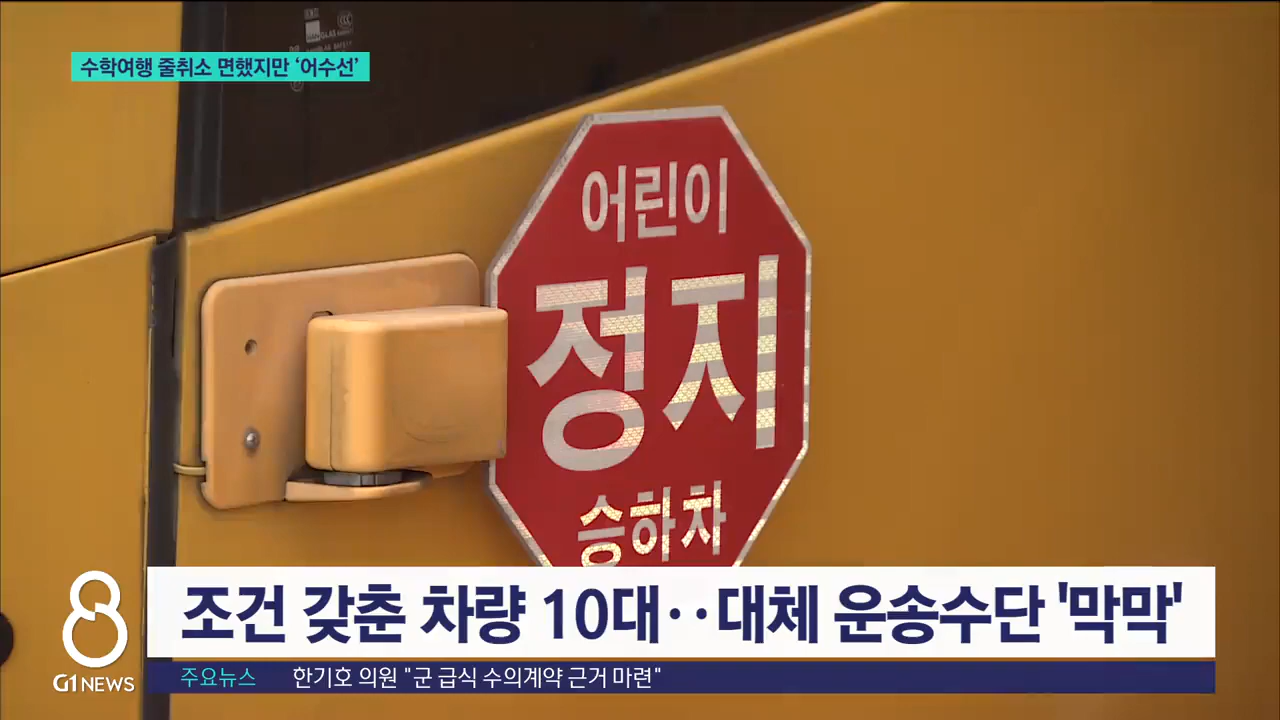 수학여행 줄취소 면했지만 ‘어수선’
어린이
정지
승하차
조건 갖춘 차량 10대··대체 운송수단 '막막'
8
G1 NEWS
주요뉴스 한기호 의원 "군 급식 수의계약 근거 마련"